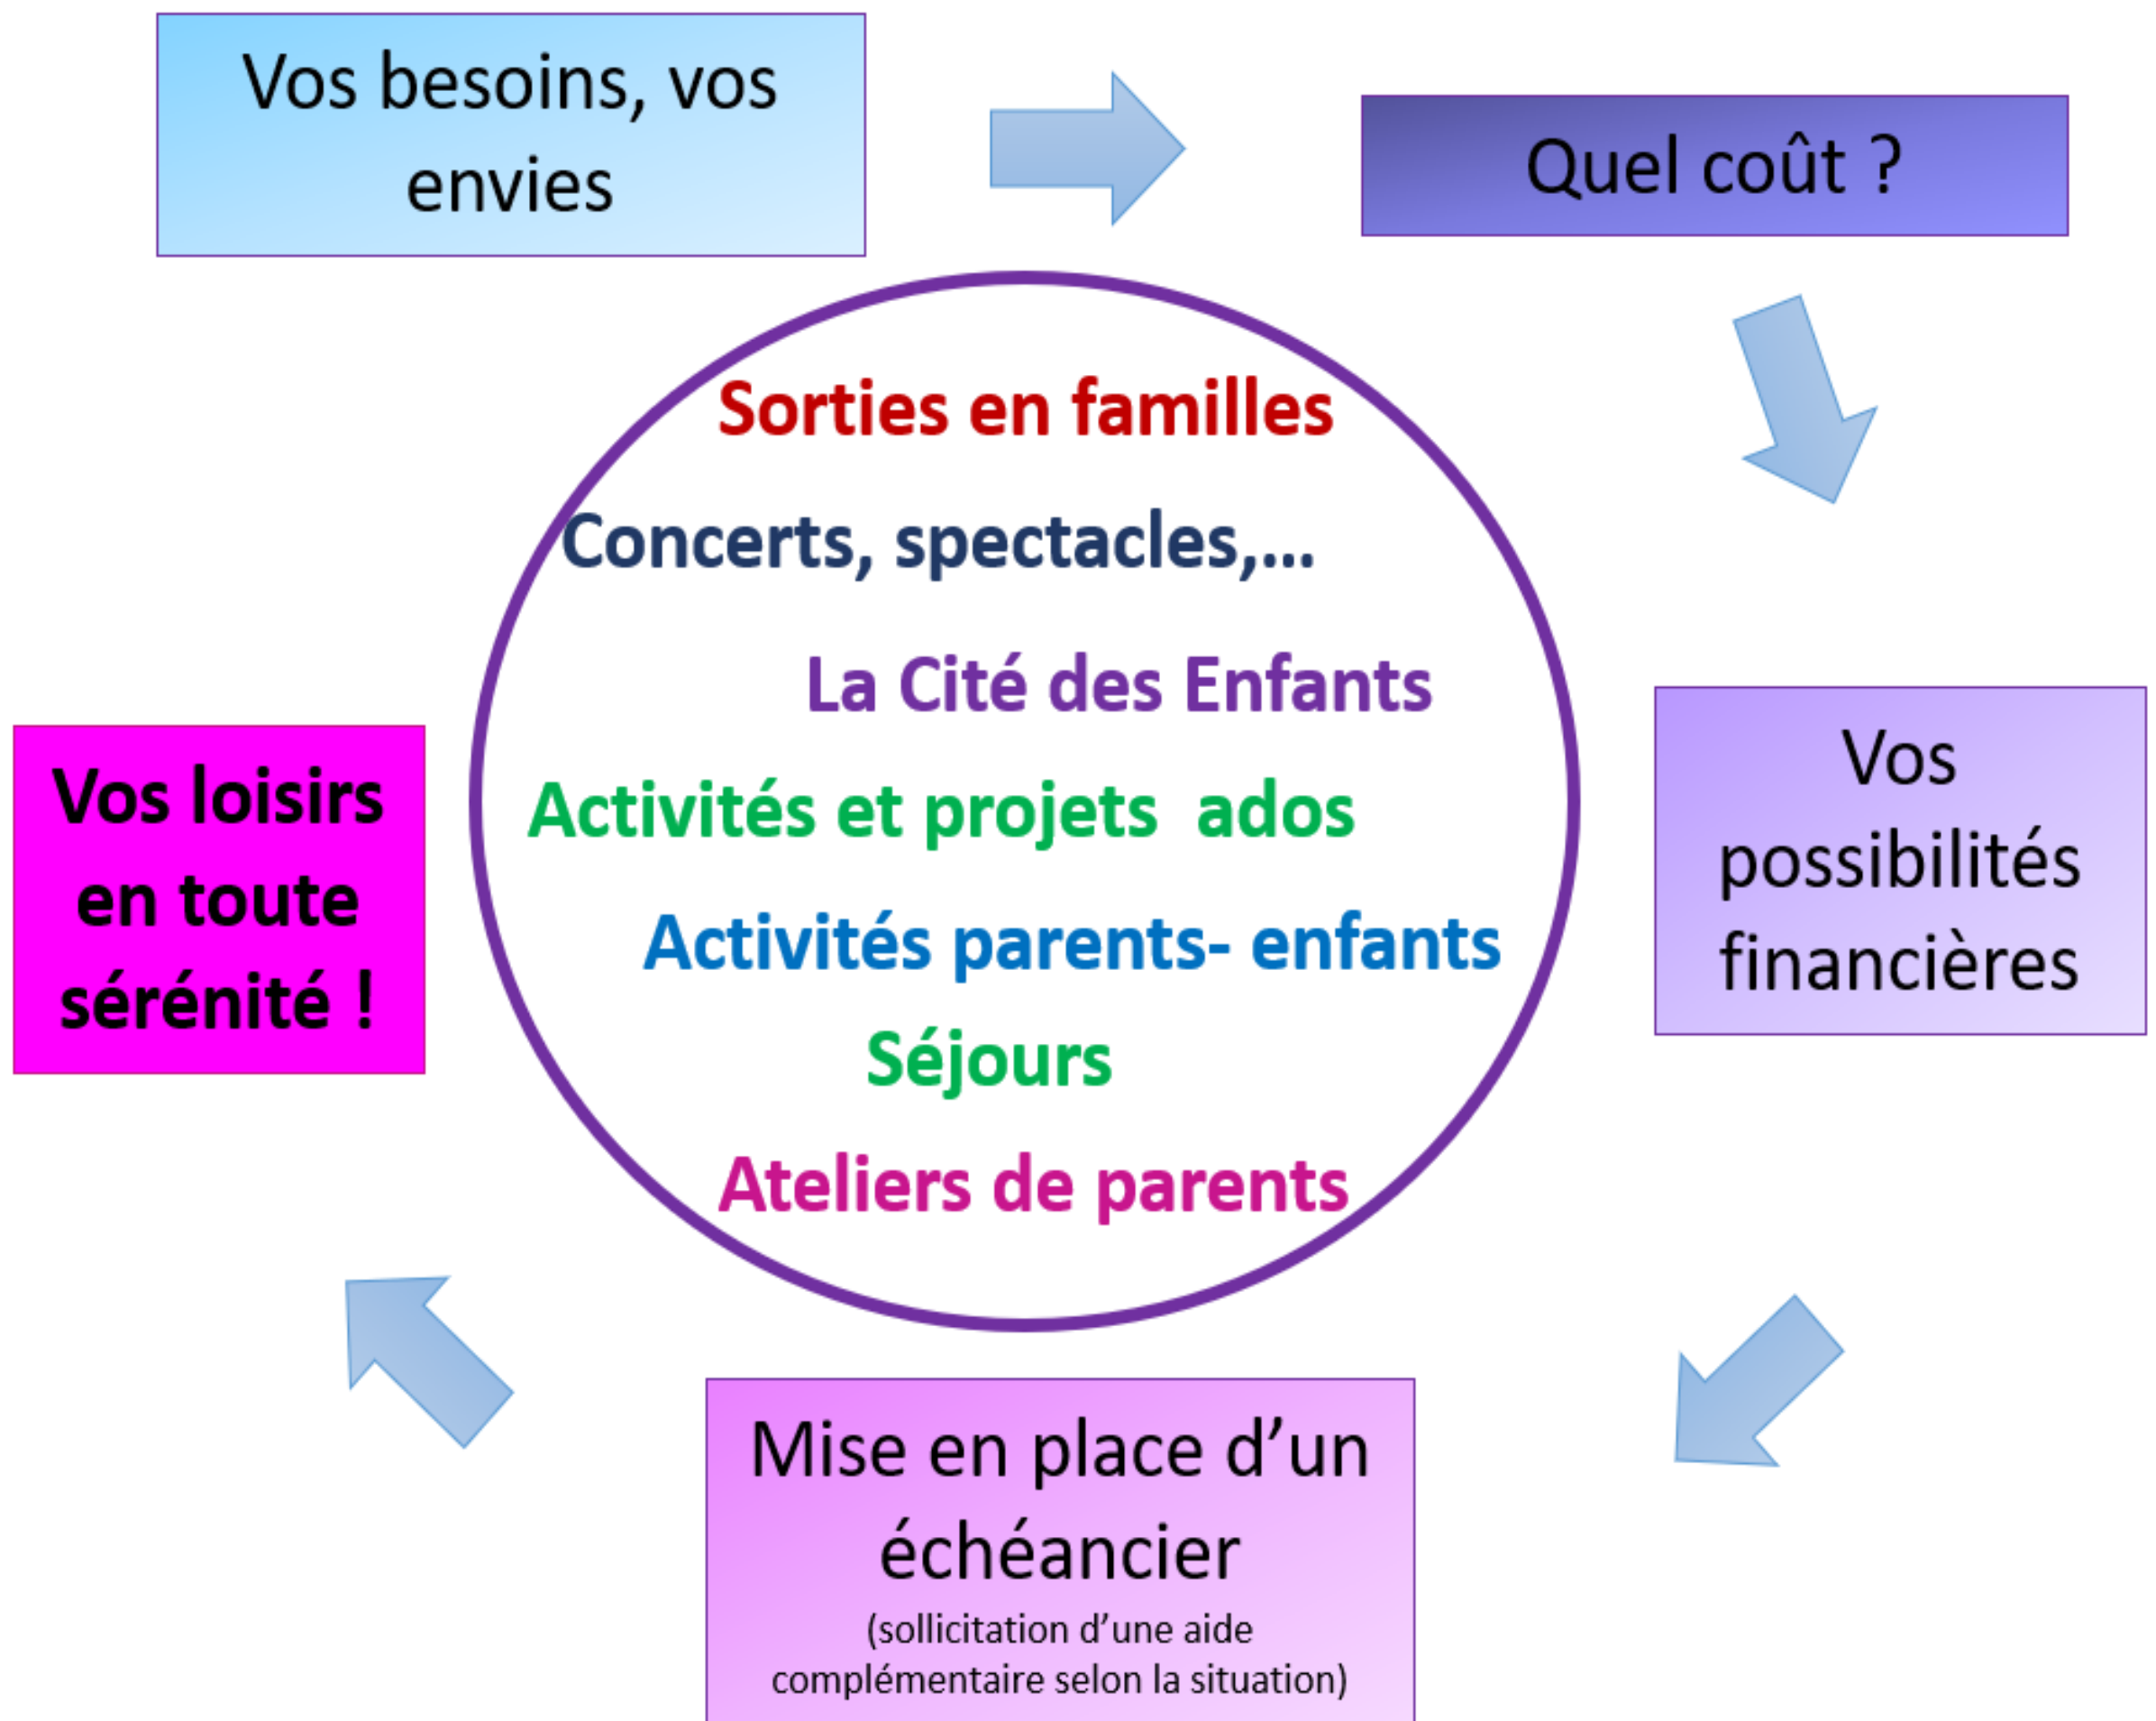 Vos besoins, vos
envies
Quel coût ?
Sorties en familles
Concerts, spectacles,...
La Cité des Enfants
Activités et projets  ados
Activités parents- enfants
Séjours
Ateliers de parents
Vos
possibilités
financières
Mise en place d’un
échéancier
(sollicitation d’une aide
complémentaire selon la situation)
Vos loisirs
en toute
sérénité !